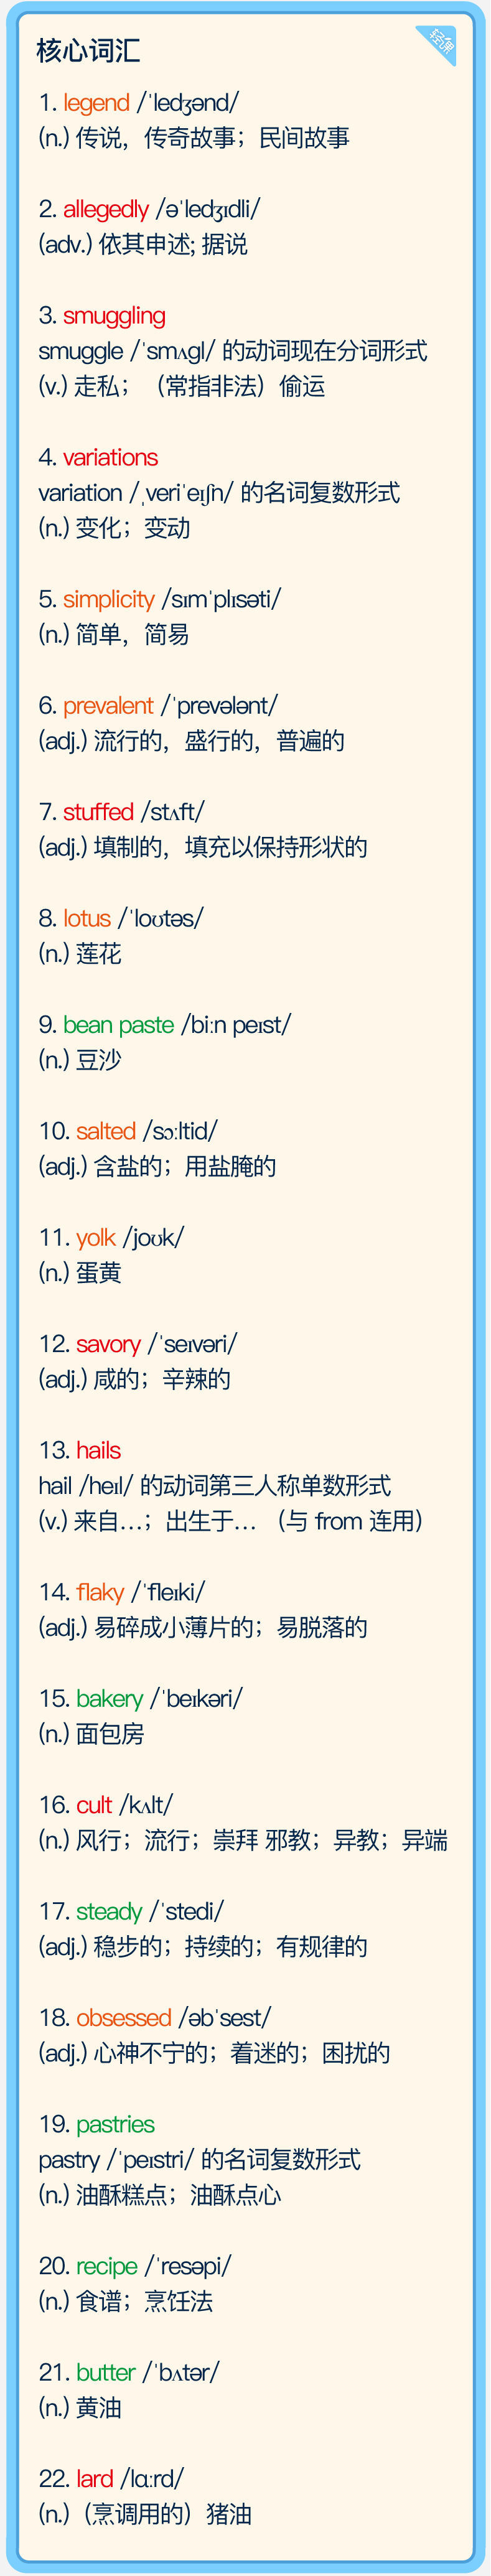 核心词汇
轻课
1. legend /ˈledʒənd/
(n.) 传说，传奇故事；民间故事
2. allegedly /əˈledʒɪdli/
(adv.) 依其申述; 据说
3. smuggling
smuggle /ˈsmʌgl/ 的动词现在分词形式
(v.) 走私；（常指非法）偷运
4. variations
variation /ˌveriˈeɪʃn/ 的名词复数形式
(n.) 变化；变动
5. simplicity /sɪmˈplɪsəti/
(n.) 简单，简易
6. prevalent /ˈprevələnt/
(adj.) 流行的，盛行的，普遍的
7. stuffed /stʌft/
(adj.) 填制的，填充以保持形状的
8. lotus /ˈloʊtəs/
(n.) 莲花
9. bean paste /biːn peɪst/
(n.) 豆沙
10. salted /sɔːltid/
(adj.) 含盐的；用盐腌的
11. yolk /joʊk/
(n.) 蛋黄
12. savory /ˈseɪvəri/
(adj.) 咸的；辛辣的
13. hails
hail /heɪl/ 的动词第三人称单数形式
(v.) 来自…；出生于…（与 from 连用）
14. flaky /ˈfleɪki/
(adj.) 易碎成小薄片的；易脱落的
15. bakery /ˈbeɪkəri/
(n.) 面包房
16. cult /kʌlt/
(n.) 风行；流行；崇拜 邪教；异教；异端
17. steady /ˈstedi/
(adj.) 稳步的；持续的；有规律的
18. obsessed /əbˈsest/
(adj.) 心神不宁的；着迷的；困扰的
19. pastries
pastry /ˈpeɪstri/ 的名词复数形式
(n.) 油酥糕点；油酥点心
20. recipe /ˈresəpi/
(n.) 食谱；烹饪法
21. butter /ˈbʌtər/
(n.) 黄油
22. lard /lɑːrd/
(n.)（烹调用的）猪油